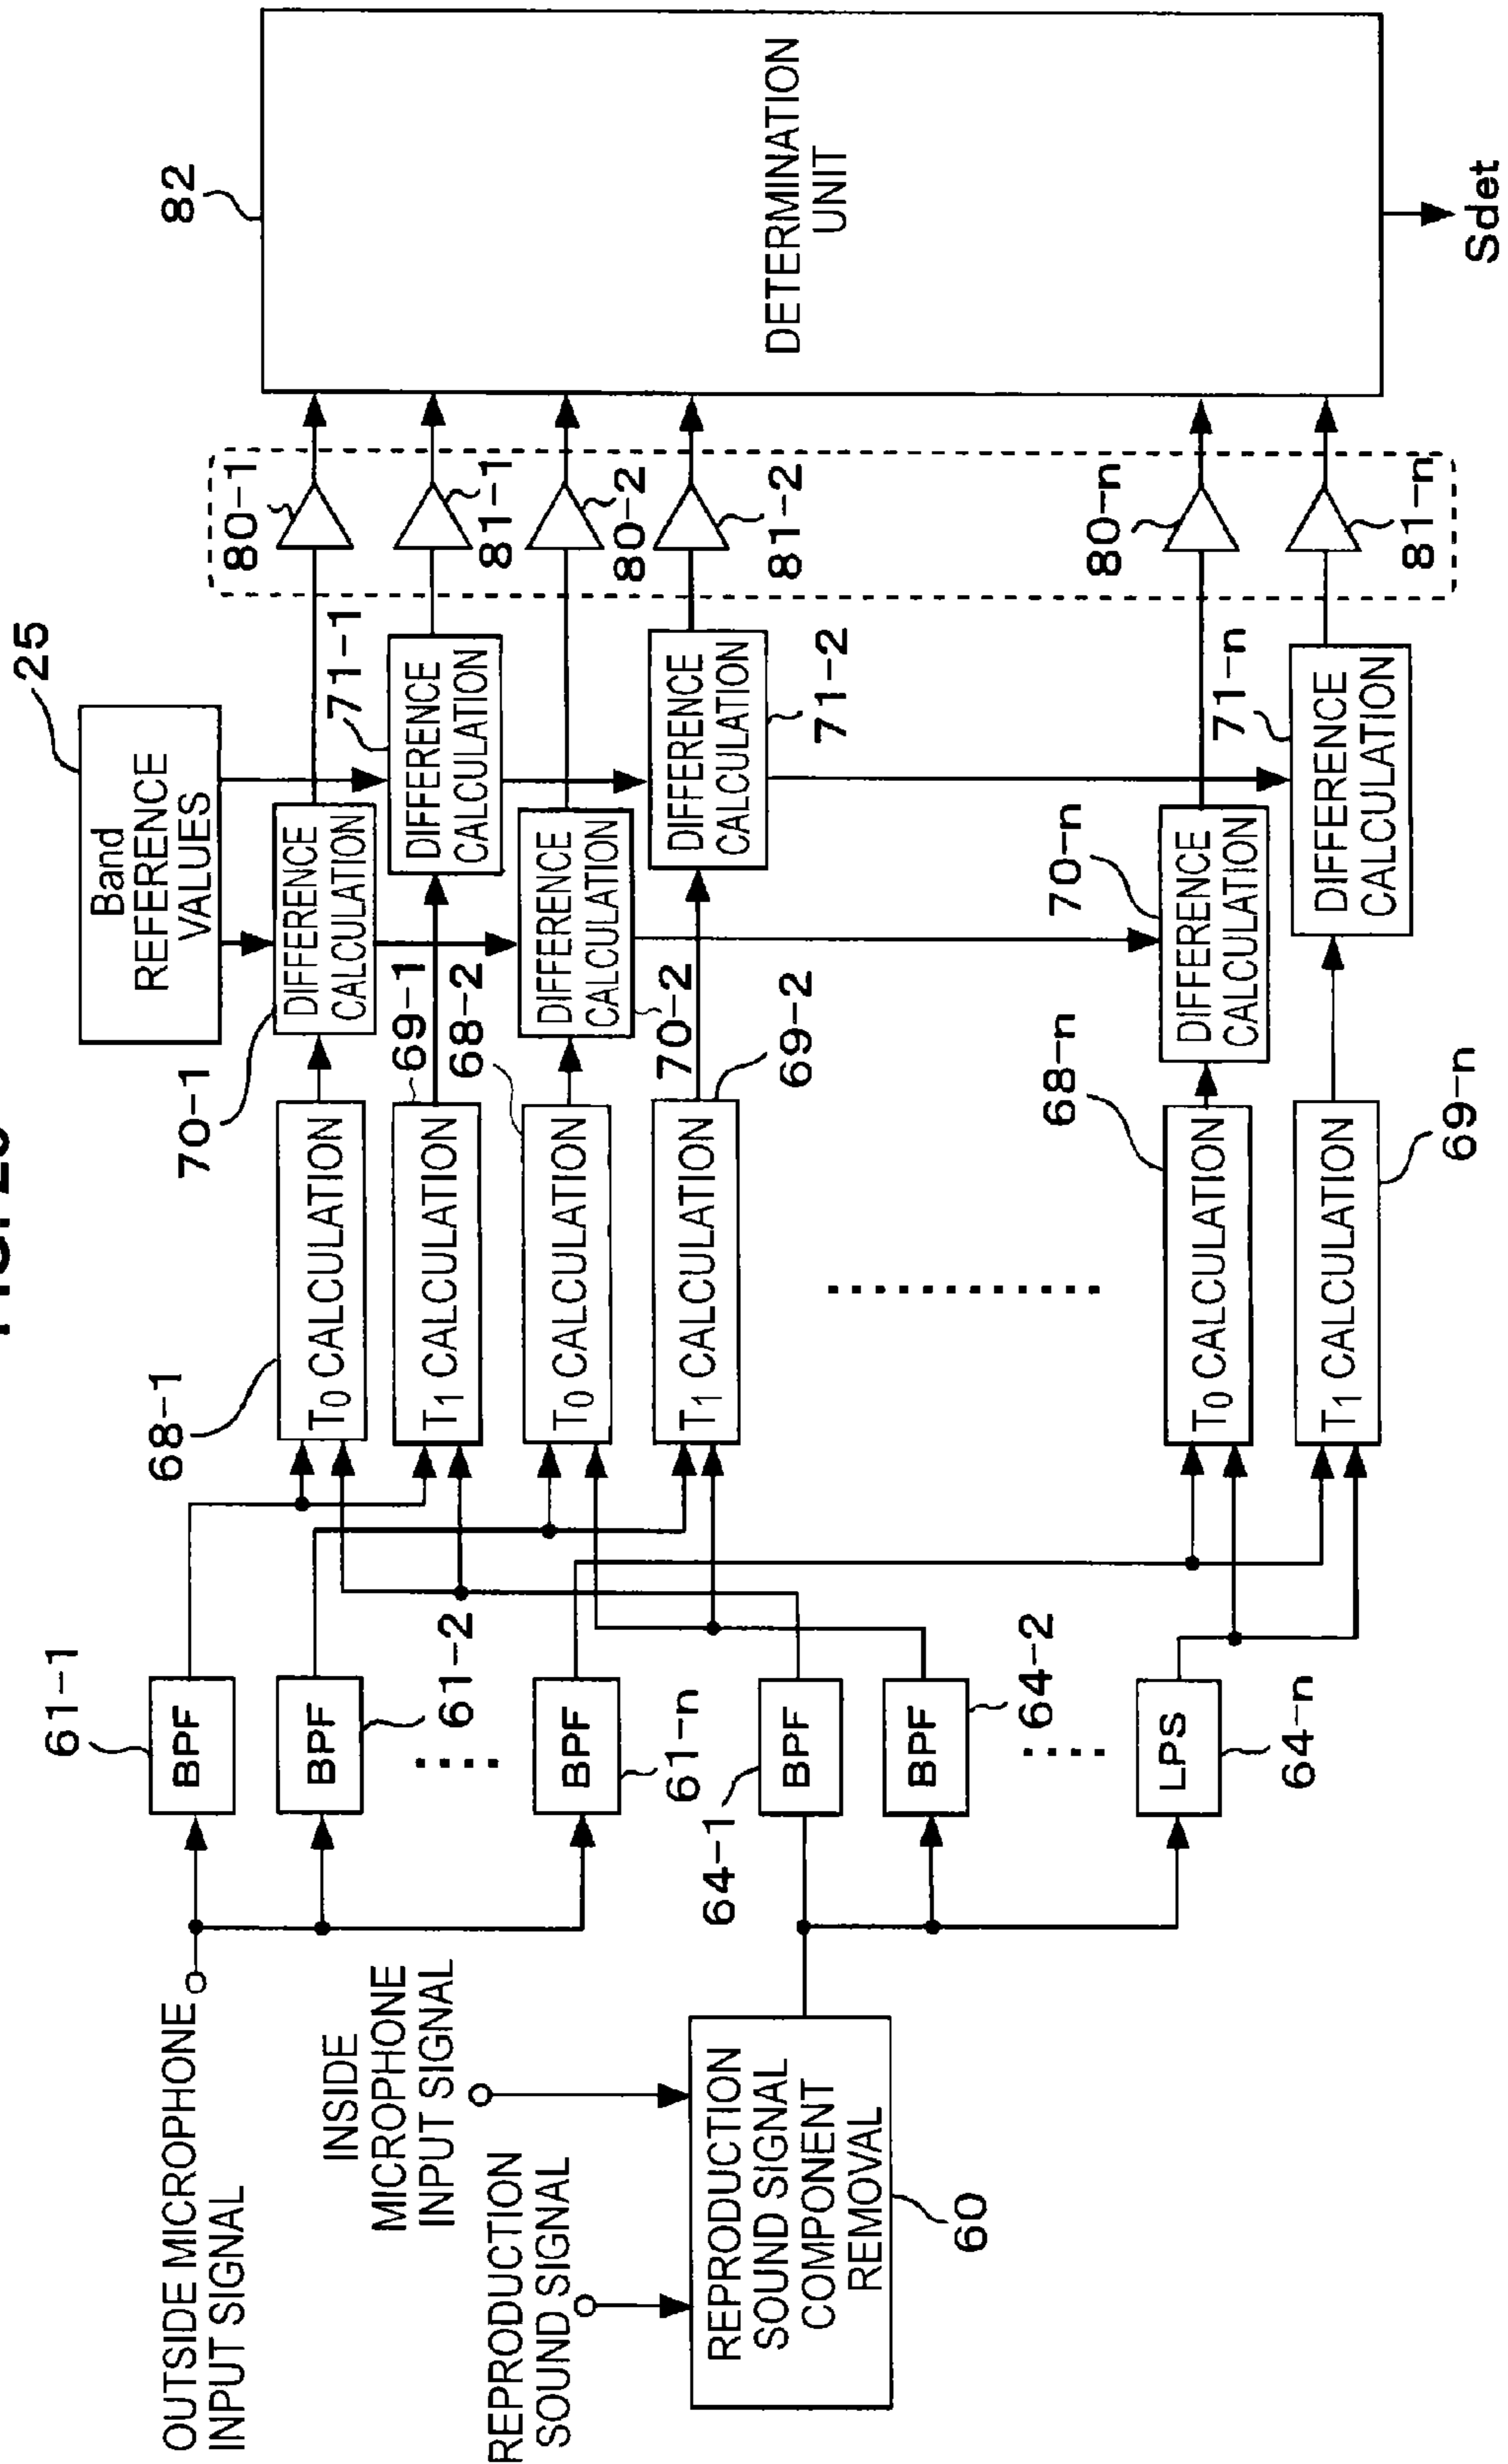 OUTSIDE MICROPHONE
INPUT SIGNAL
INSIDE
MICROPHONE
INPUT SIGNAL
REPRODUCTION
SOUND SIGNAL
REPRODUCTION
SOUND SIGNAL
COMPONENT
REMOVAL
60
61-1
BPF
BPF
61-2
BPF
61-n
64-1
BPF
BPF
64-2
LPS
64-n
68-1
T0 CALCULATION
69-1
T1 CALCULATION
68-2
T0 CALCULATION
69-2
T1 CALCULATION
68-n
T0 CALCULATION
69-n
T1 CALCULATION
25
Band
REFERENCE
VALUES
70-1
DIFFERENCE
CALCULATION
71-1
DIFFERENCE
CALCULATION
70-2
DIFFERENCE
CALCULATION
71-2
DIFFERENCE
CALCULATION
70-n
DIFFERENCE
CALCULATION
71-n
DIFFERENCE
CALCULATION
80-1
81-1
80-2
81-2
80-n
81-n
82
DETERMINATION
UNIT
Sdet